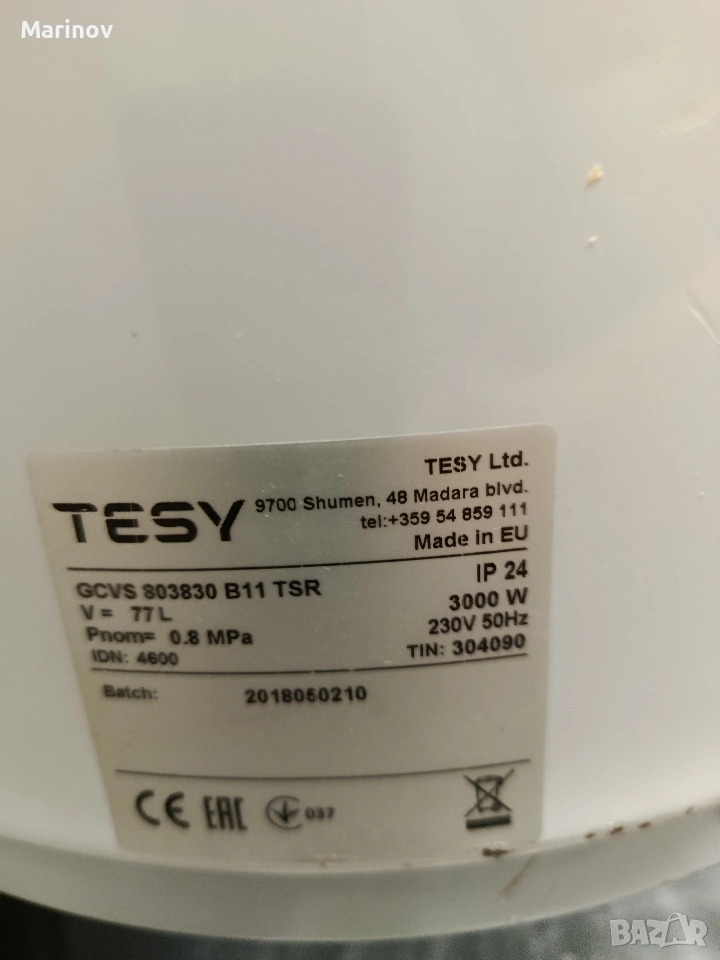 Marinov
TESY
TESY Ltd.
9700 Shumen, 48 Madara blvd.
tel:+359 54 859 111
Made in EU
GCVS 803830 B11 TSR
V = 77 L
Pnom= 0.8 MPa
IDN: 4600
IP 24
3000 W
230V 50Hz
TIN: 304090
Batch: 2018050210
CE EAC 037
BAZAR